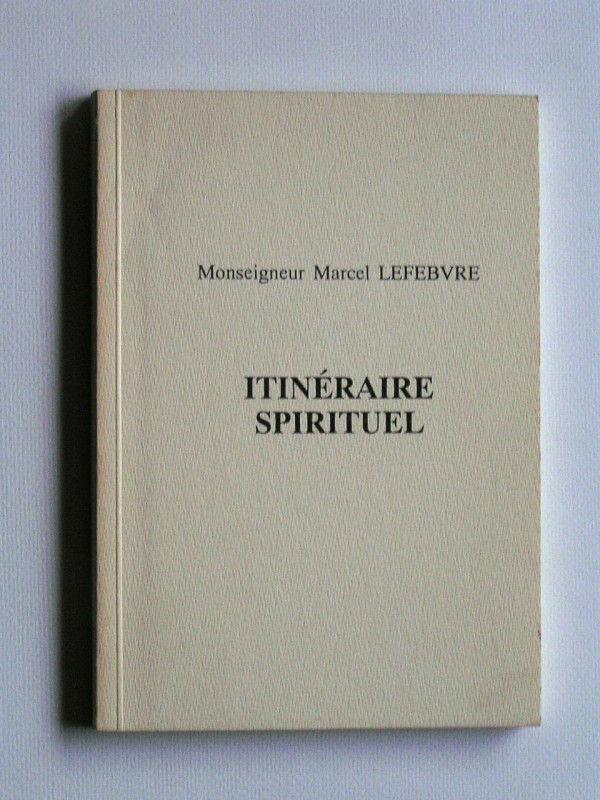 Monseigneur Marcel LEFEBVRE
ITINÉRAIRE
SPIRITUEL